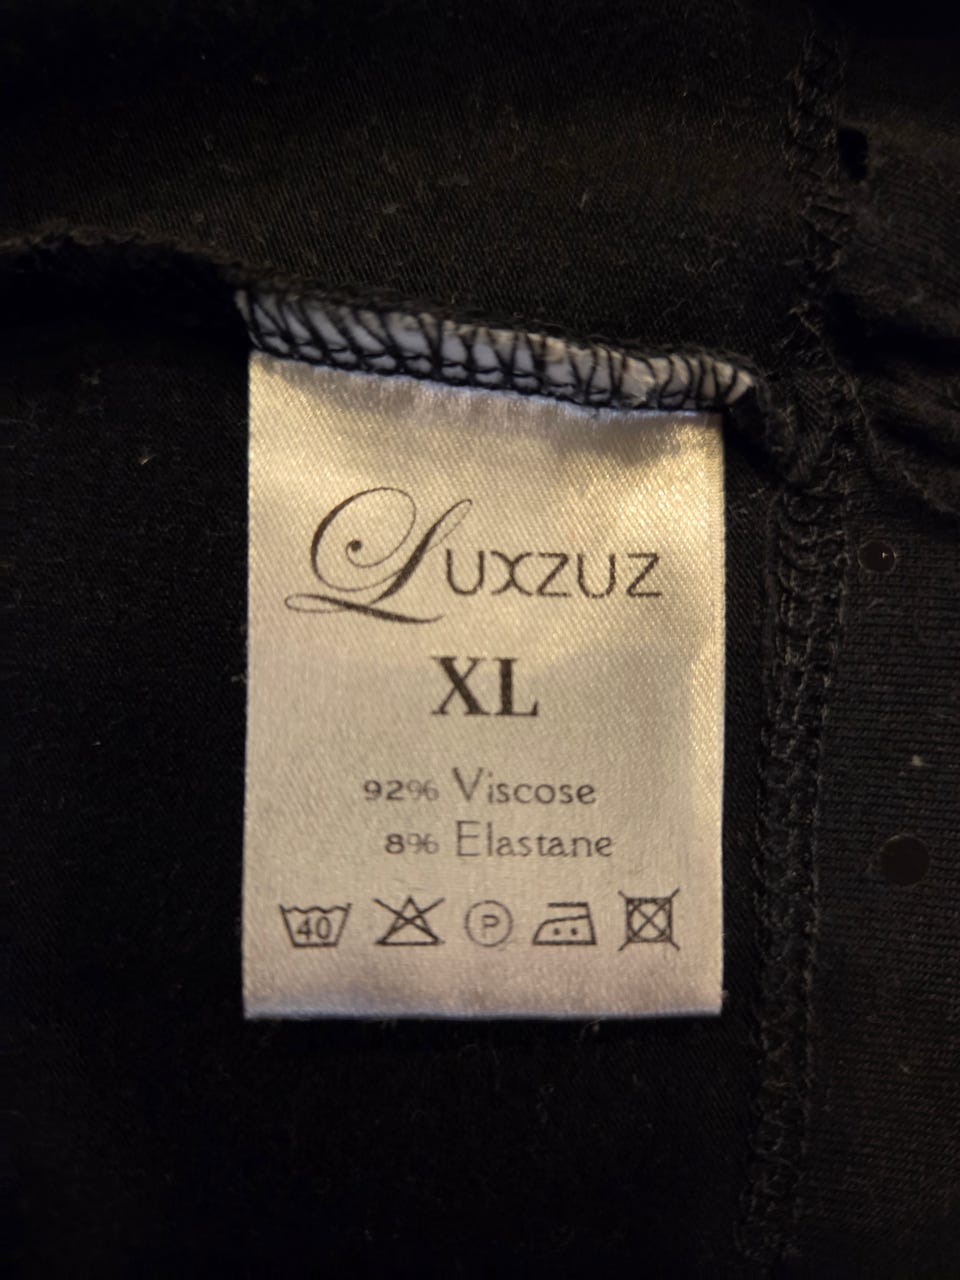 LUXZUZ
XL
92% Viscose
8% Elastane
40 P